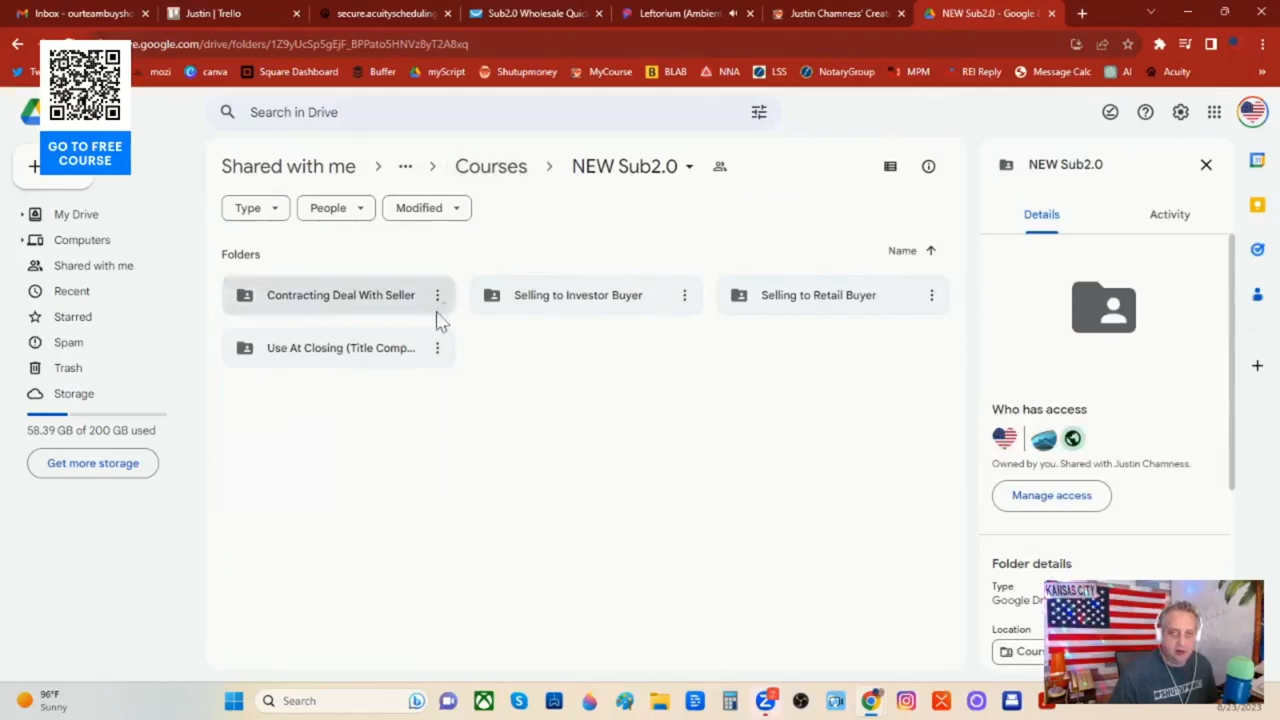 Inbox - ourteambuysho
Justin | Trello
secure.acuityscheduling
Sub2.0 Wholesale Quic
Leftorium (Ambien
Justin Chamness' Creat
NEW Sub2.0 - Google
e.google.com/drive/folders/1Z9yUcSp5gEjF_BPPato5HNVz8yT2A8xq
Tw
mozi
canva
Square Dashboard
Buffer
myScript
Shutupmoney
MyCourse
BLAB
NNA
LSS
NotaryGroup
MPM
REI Reply
Message Calc
AI
Acuity
»
GO TO FREE
COURSE
Search in Drive
Shared with me > ... > Courses > NEW Sub2.0
Type
People
Modified
My Drive
Computers
Shared with me
Recent
Starred
Spam
Trash
Storage
58.39 GB of 200 GB used
Get more storage
Folders
Name
Contracting Deal With Seller
Selling to Investor Buyer
Selling to Retail Buyer
Use At Closing (Title Comp...
NEW Sub2.0
Details
Activity
Who has access
Owned by you. Shared with Justin Chamness.
Manage access
Folder details
Type
Google Dr
Location
Cour
KANSAS CITY
96°F
Sunny
Search
8/23/2023